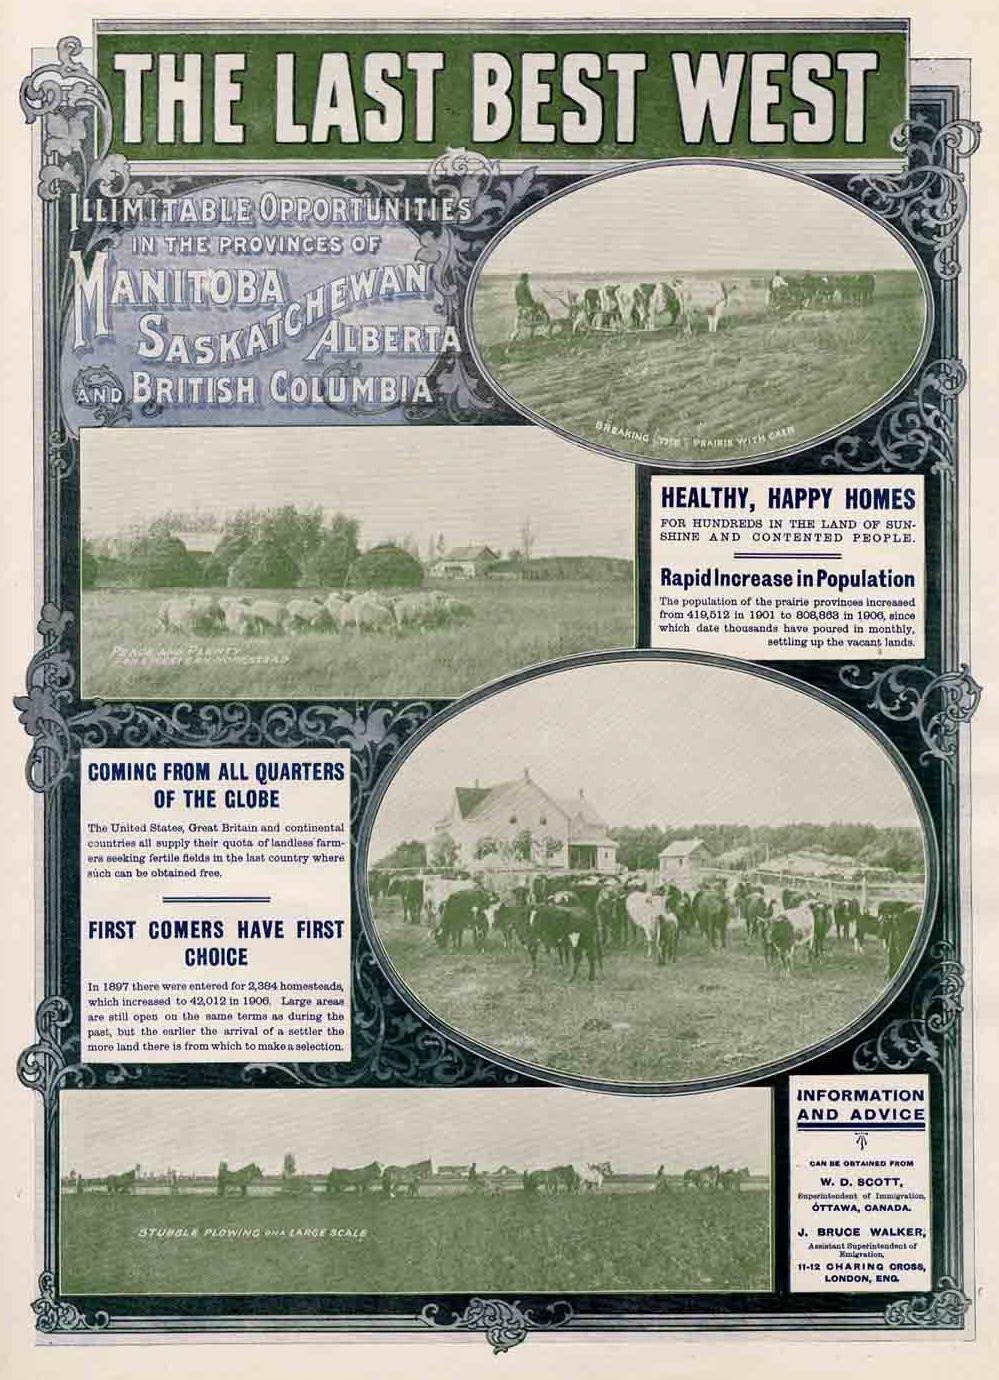 THE LAST BEST WEST
ILLIMITABLE OPPORTUNITIES
IN THE PROVINCES OF
MANITOBA
SASKATCHEWAN
ALBERTA
AND BRITISH COLUMBIA
BREAKING THE PRAIRIE WITH OXEN
HEALTHY, HAPPY HOMES
FOR HUNDREDS IN THE LAND OF SUN-
SHINE AND CONTENTED PEOPLE.
Rapid Increase in Population
The population of the prairie provinces increased
from 419,512 in 1901 to 808,863 in 1906, since
which date thousands have poured in monthly,
settling up the vacant lands.
PEACE AND PLENTY
ON A WESTERN HOMESTEAD
COMING FROM ALL QUARTERS
OF THE GLOBE
The United States, Great Britain and continental
countries all supply their quota of landless farm-
ers seeking fertile fields in the last country where
such can be obtained free.
FIRST COMERS HAVE FIRST
CHOICE
In 1897 there were entered for 2,384 homesteads,
which increased to 42,012 in 1906. Large areas
are still open on the same terms as during the
past, but the earlier the arrival of a settler the
more land there is from which to make a selection.
STUBBLE PLOWING ON A LARGE SCALE
INFORMATION
AND ADVICE
CAN BE OBTAINED FROM
W. D. SCOTT,
Superintendent of Immigration,
OTTAWA, CANADA.
J. BRUCE WALKER,
Assistant Superintendent of
Emigration,
11-12 CHARING CROSS,
LONDON, ENG.